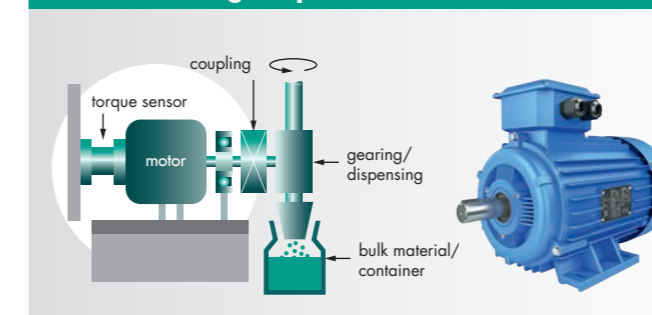 coupling
torque sensor
motor
gearing/
dispensing
bulk material/
container